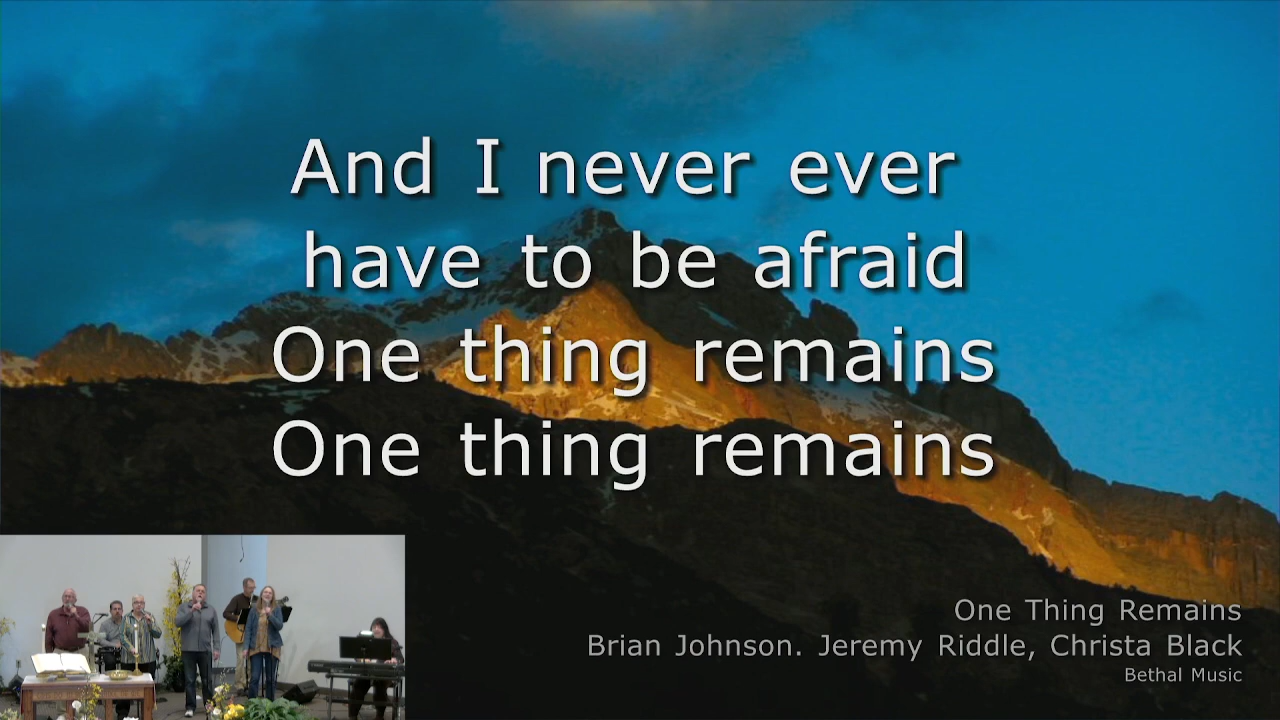 And I never ever
have to be afraid
One thing remains
One thing remains
One Thing Remains
Brian Johnson. Jeremy Riddle, Christa Black
Bethal Music